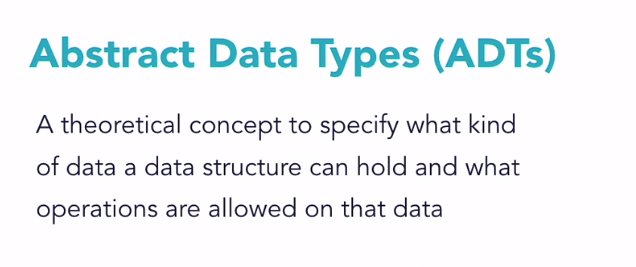 Abstract Data Types (ADTs)
A theoretical concept to specify what kind
of data a data structure can hold and what
operations are allowed on that data